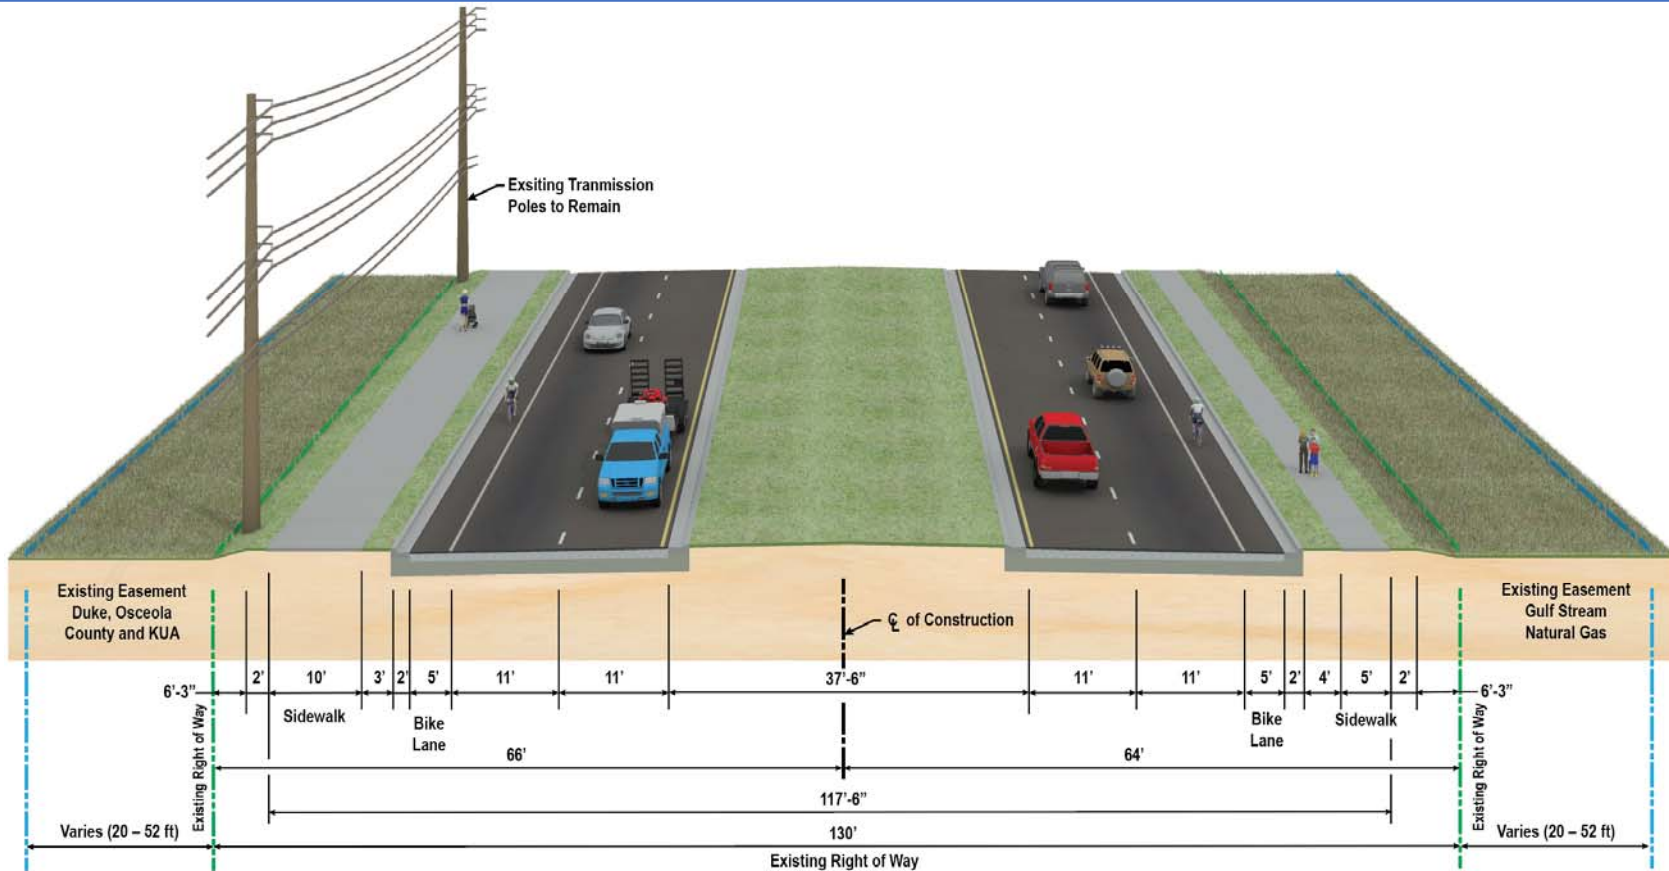 Exsiting Tranmission
Poles to Remain
Existing Easement
Duke, Osceola
County and KUA
℄ of Construction
Existing Easement
Gulf Stream
Natural Gas
6'-3" 2' 10' 3' 2' 5' 11' 11' 37'-6" 11' 11' 5' 2' 4' 5' 2' 6'-3"
Sidewalk
Bike
Lane
Bike
Lane
Sidewalk
Existing Right of Way
66'
64'
Existing Right of Way
117'-6"
Varies (20 – 52 ft)
130'
Varies (20 – 52 ft)
Existing Right of Way